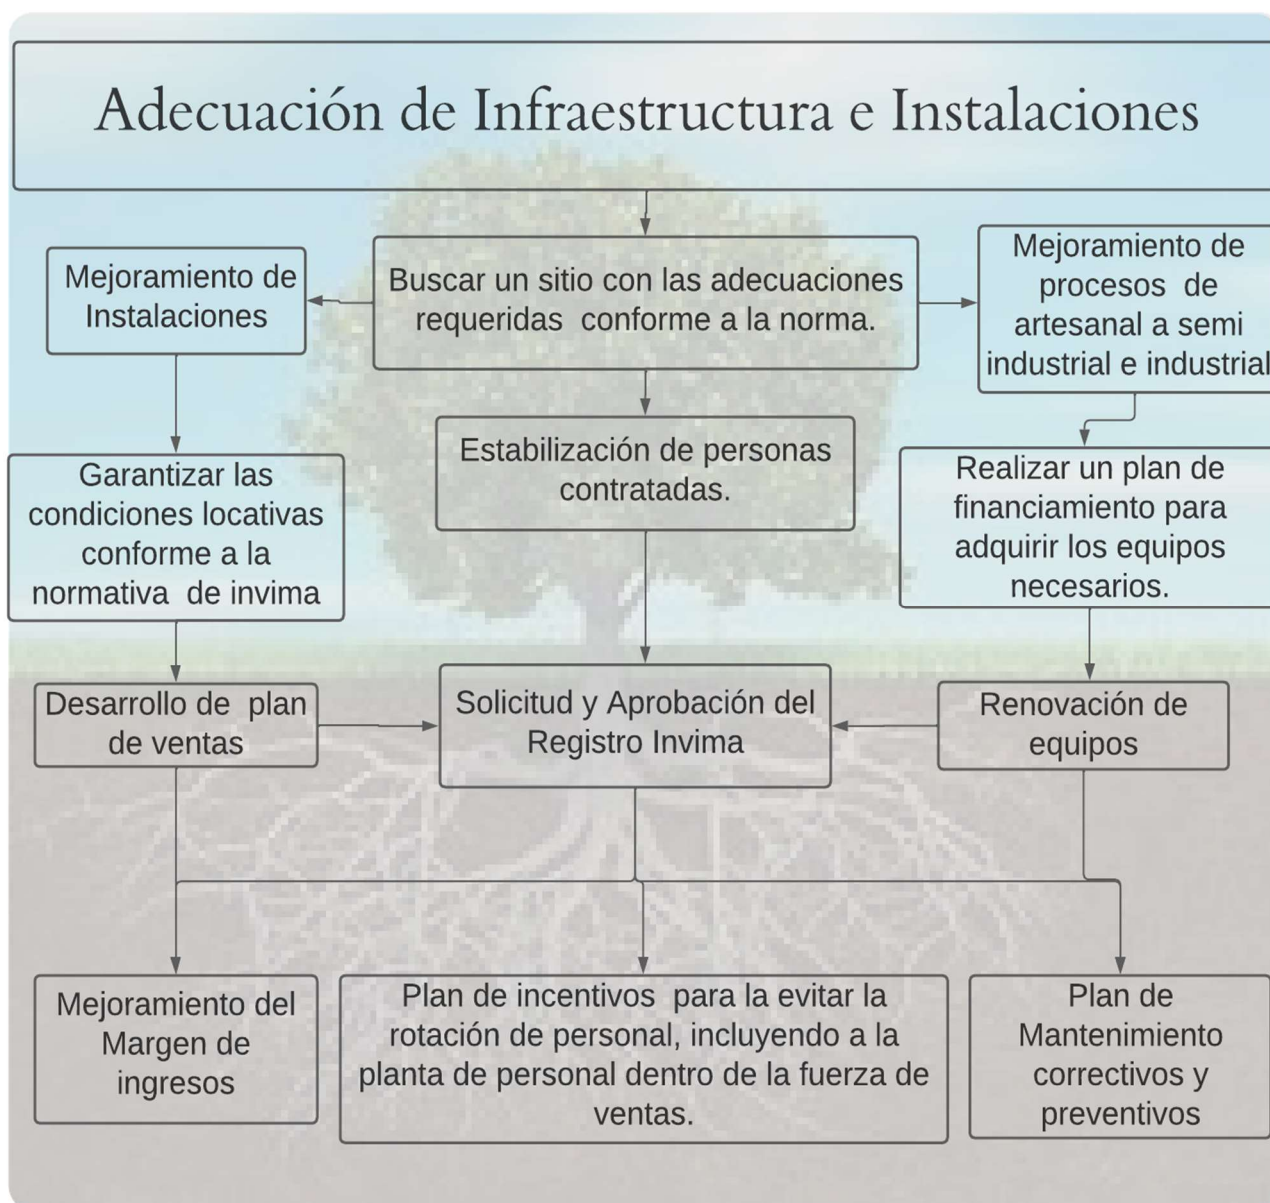 Adecuación de Infraestructura e Instalaciones
Mejoramiento de
Instalaciones
Buscar un sitio con las adecuaciones
requeridas conforme a la norma.
Mejoramiento de
procesos de
artesanal a semi
industrial e industrial
Garantizar las
condiciones locativas
conforme a la
normativa de invima
Estabilización de personas
contratadas.
Realizar un plan de
financiamiento para
adquirir los equipos
necesarios.
Desarrollo de plan
de ventas
Solicitud y Aprobación del
Registro Invima
Renovación de
equipos
Mejoramiento del
Margen de
ingresos
Plan de incentivos para la evitar la
rotación de personal, incluyendo a la
planta de personal dentro de la fuerza de
ventas.
Plan de
Mantenimiento
correctivos y
preventivos